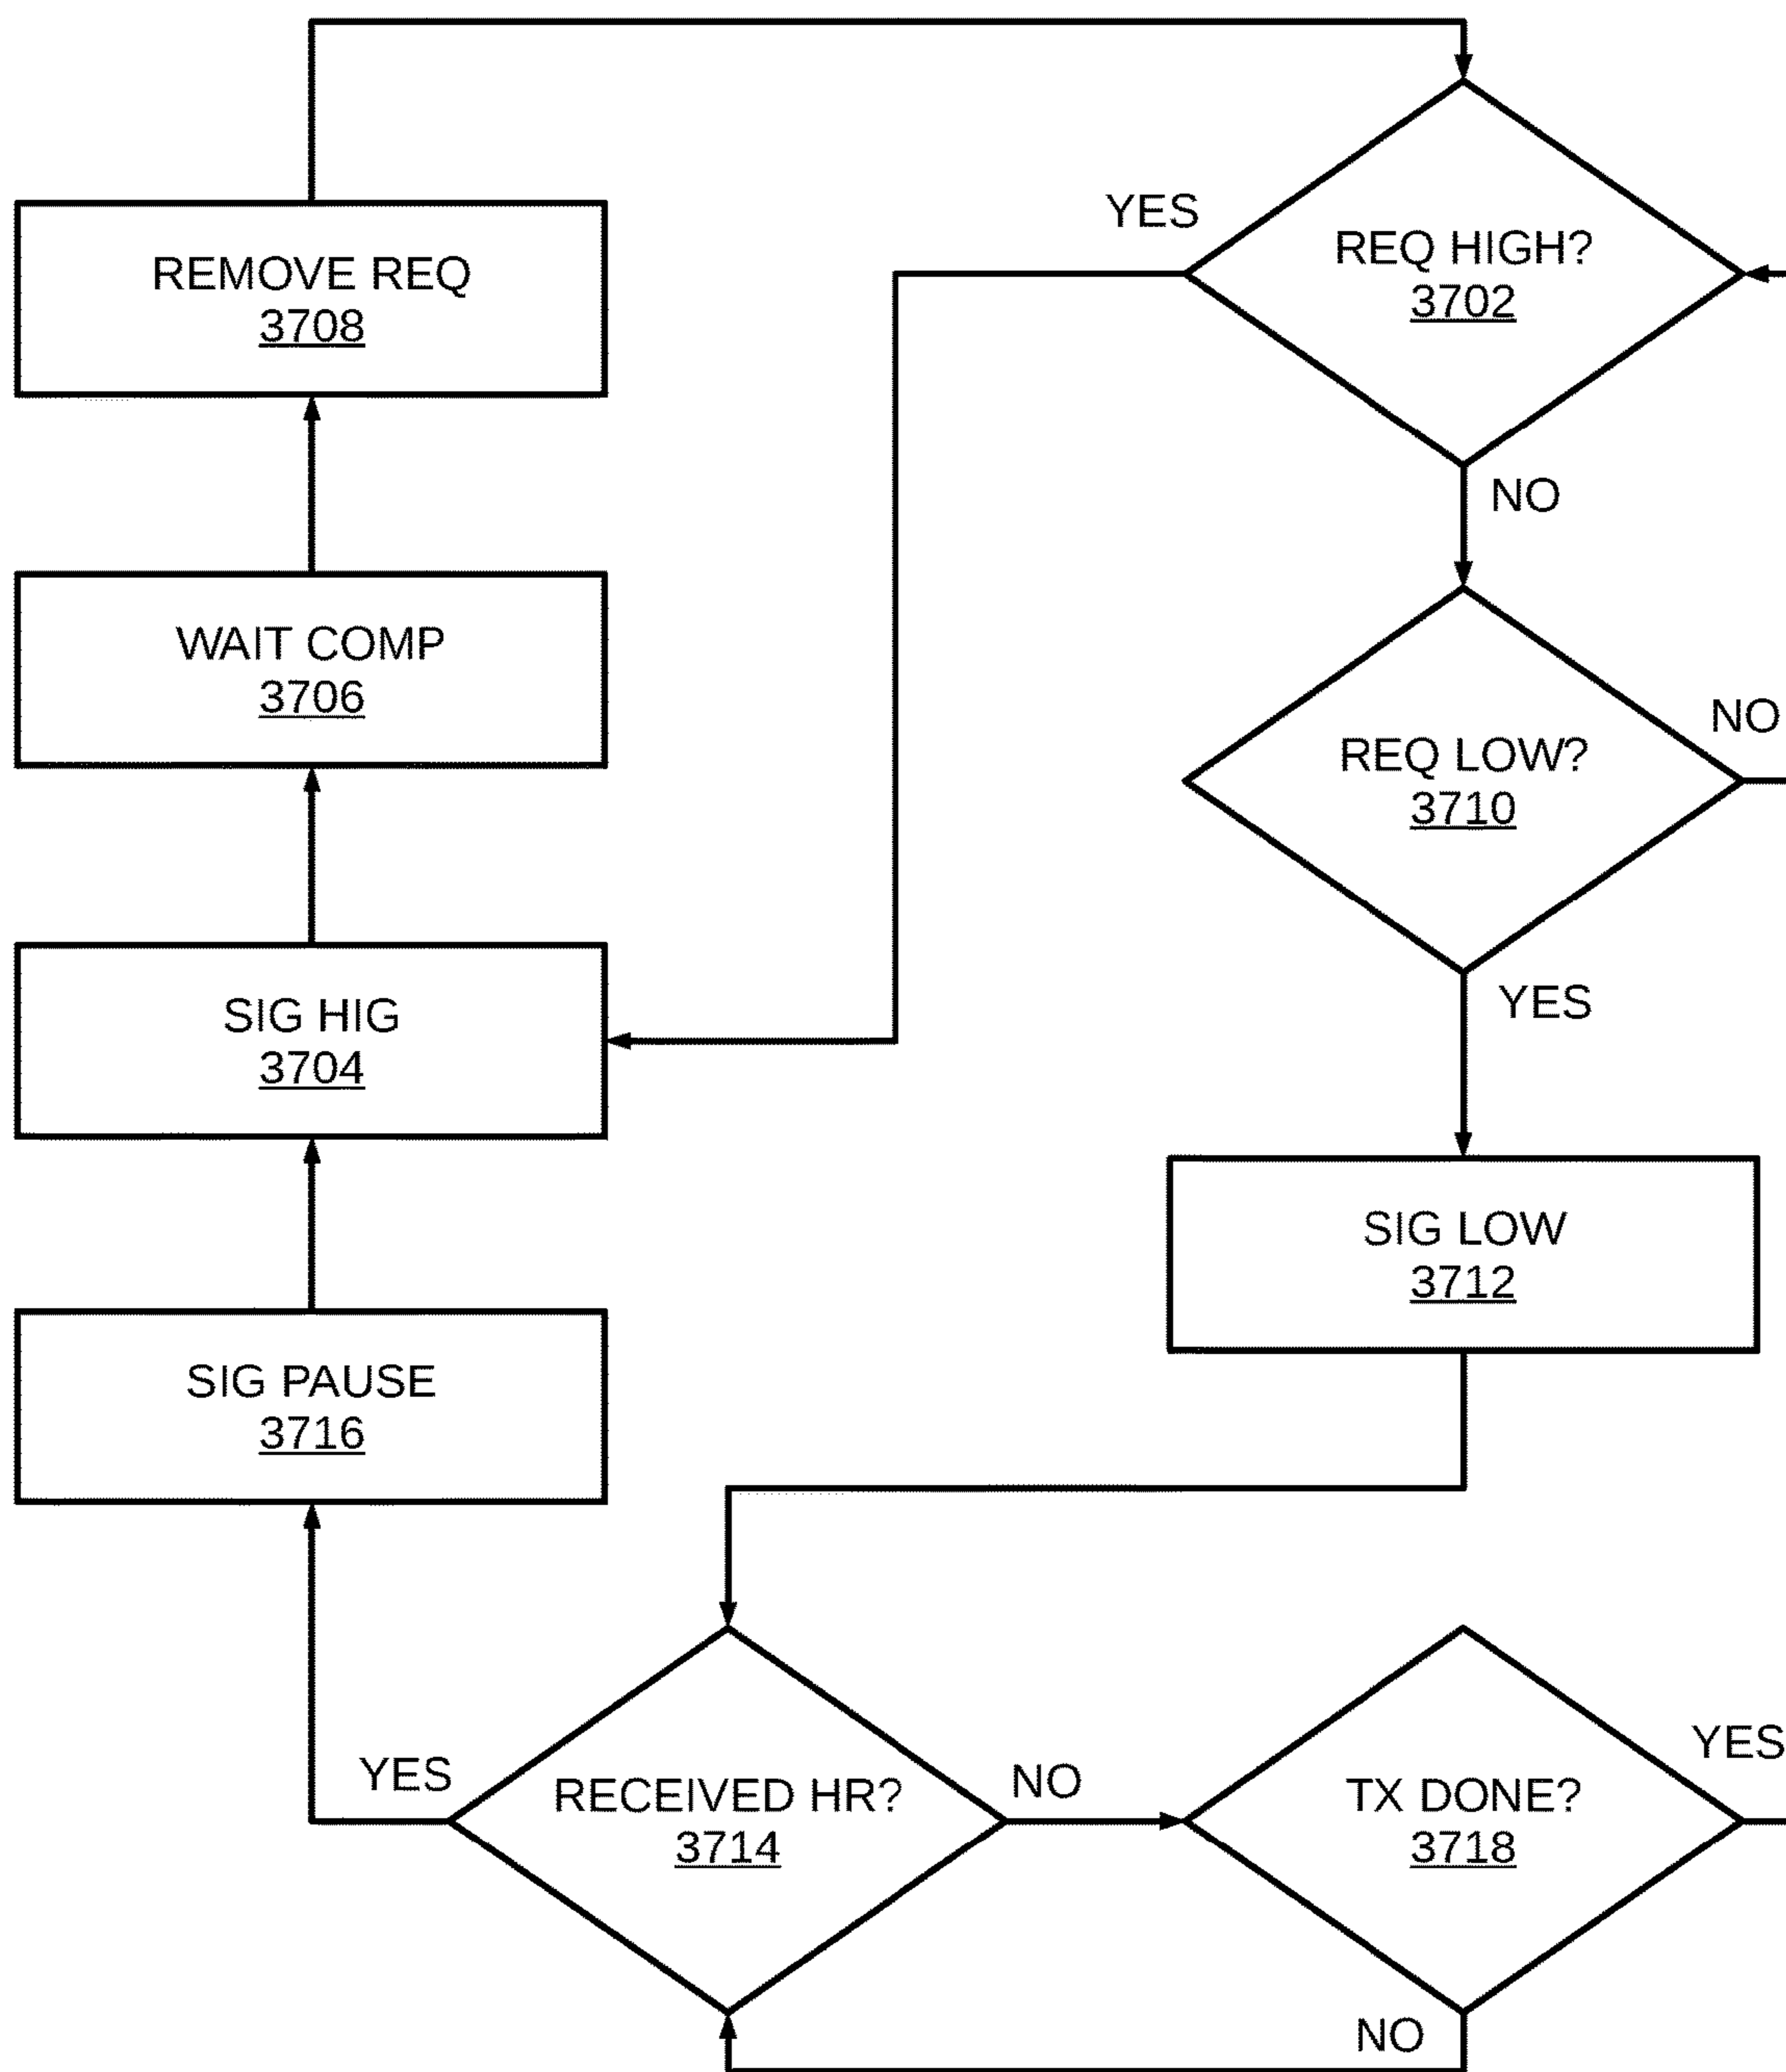 REMOVE REQ
3708
YES
REQ HIGH?
3702
NO
WAIT COMP
3706
REQ LOW?
3710
NO
YES
SIG HIG
3704
SIG LOW
3712
SIG PAUSE
3716
YES
RECEIVED HR?
3714
NO
TX DONE?
3718
YES
NO